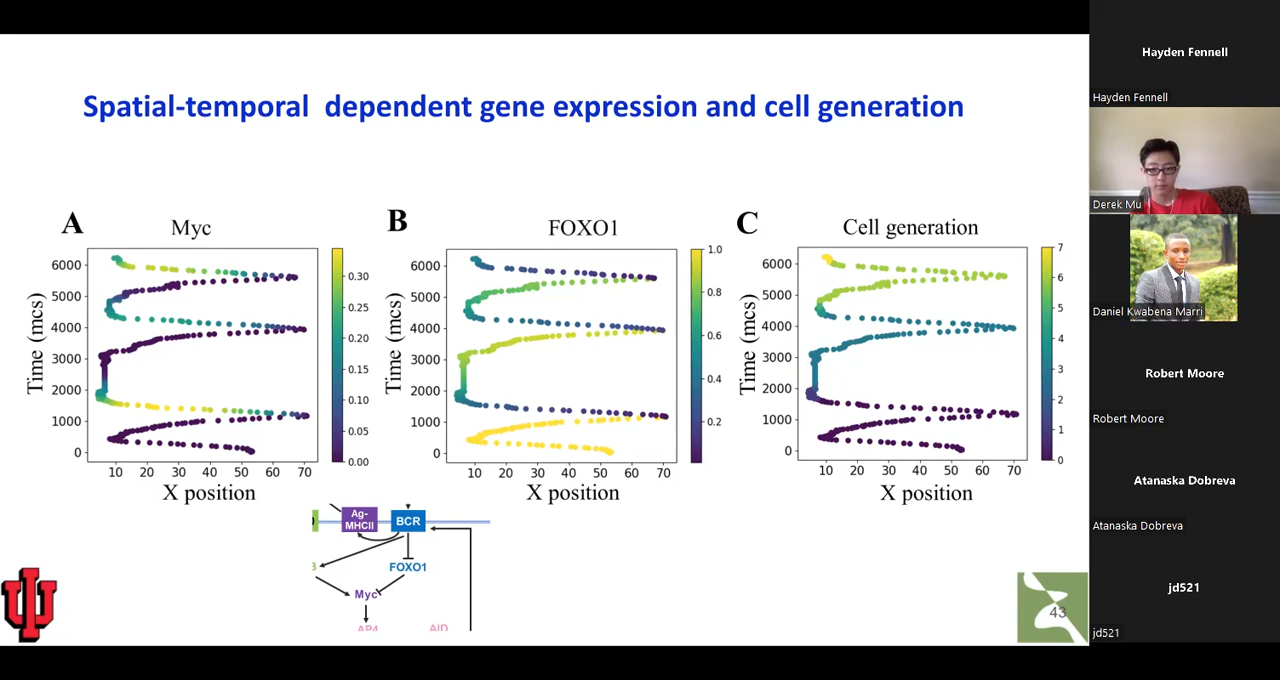 Spatial-temporal dependent gene expression and cell generation
A
Myc
Time (mcs)
6000
5000
4000
3000
2000
1000
0
10 20 30 40 50 60 70
X position
0.30
0.25
0.20
0.15
0.10
0.05
0.00
B
FOXO1
Time (mcs)
6000
5000
4000
3000
2000
1000
0
10 20 30 40 50 60 70
X position
1.0
0.8
0.6
0.4
0.2
C
Cell generation
Time (mcs)
6000
5000
4000
3000
2000
1000
0
10 20 30 40 50 60 70
X position
7
6
5
4
3
2
1
0
Ag-
MHCII
BCR
FOXO1
Myc
AP4
AID
43
Hayden Fennell
Hayden Fennell
Derek Mu
Daniel Kwabena Marri
Robert Moore
Robert Moore
Atanaska Dobreva
Atanaska Dobreva
jd521
jd521